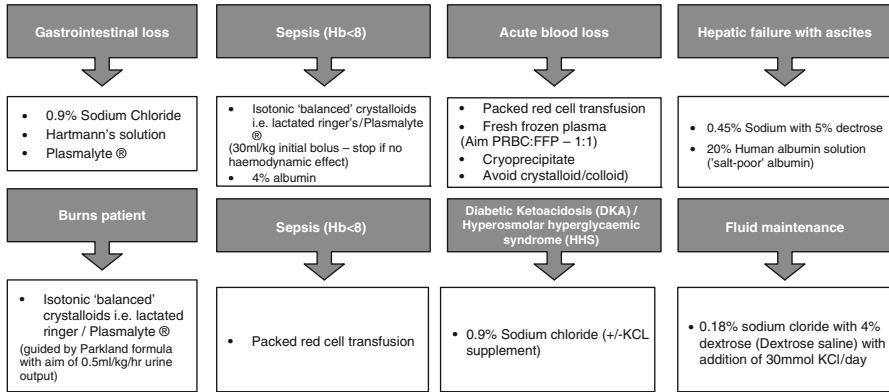 Gastrointestinal loss
• 0.9% Sodium Chloride
• Hartmann's solution
• Plasmalyte ®
Sepsis (Hb<8)
• Isotonic 'balanced' crystalloids
i.e. lactated ringer's/Plasmalyte
®
(30ml/kg initial bolus – stop if no
haemodynamic effect)
• 4% albumin
Acute blood loss
• Packed red cell transfusion
• Fresh frozen plasma
(Aim PRBC:FFP – 1:1)
• Cryoprecipitate
• Avoid crystalloid/colloid)
Hepatic failure with ascites
• 0.45% Sodium with 5% dextrose
• 20% Human albumin solution
('salt-poor' albumin)
Burns patient
• Isotonic 'balanced'
crystalloids i.e. lactated
ringer / Plasmalyte ®
(guided by Parkland formula
with aim of 0.5ml/kg/hr urine
output)
Sepsis (Hb<8)
• Packed red cell transfusion
Diabetic Ketoacidosis (DKA) /
Hyperosmolar hyperglycaemic
syndrome (HHS)
• 0.9% Sodium chloride (+/-KCL
supplement)
Fluid maintenance
• 0.18% sodium cloride with 4%
dextrose (Dextrose saline) with
addition of 30mmol KCl/day